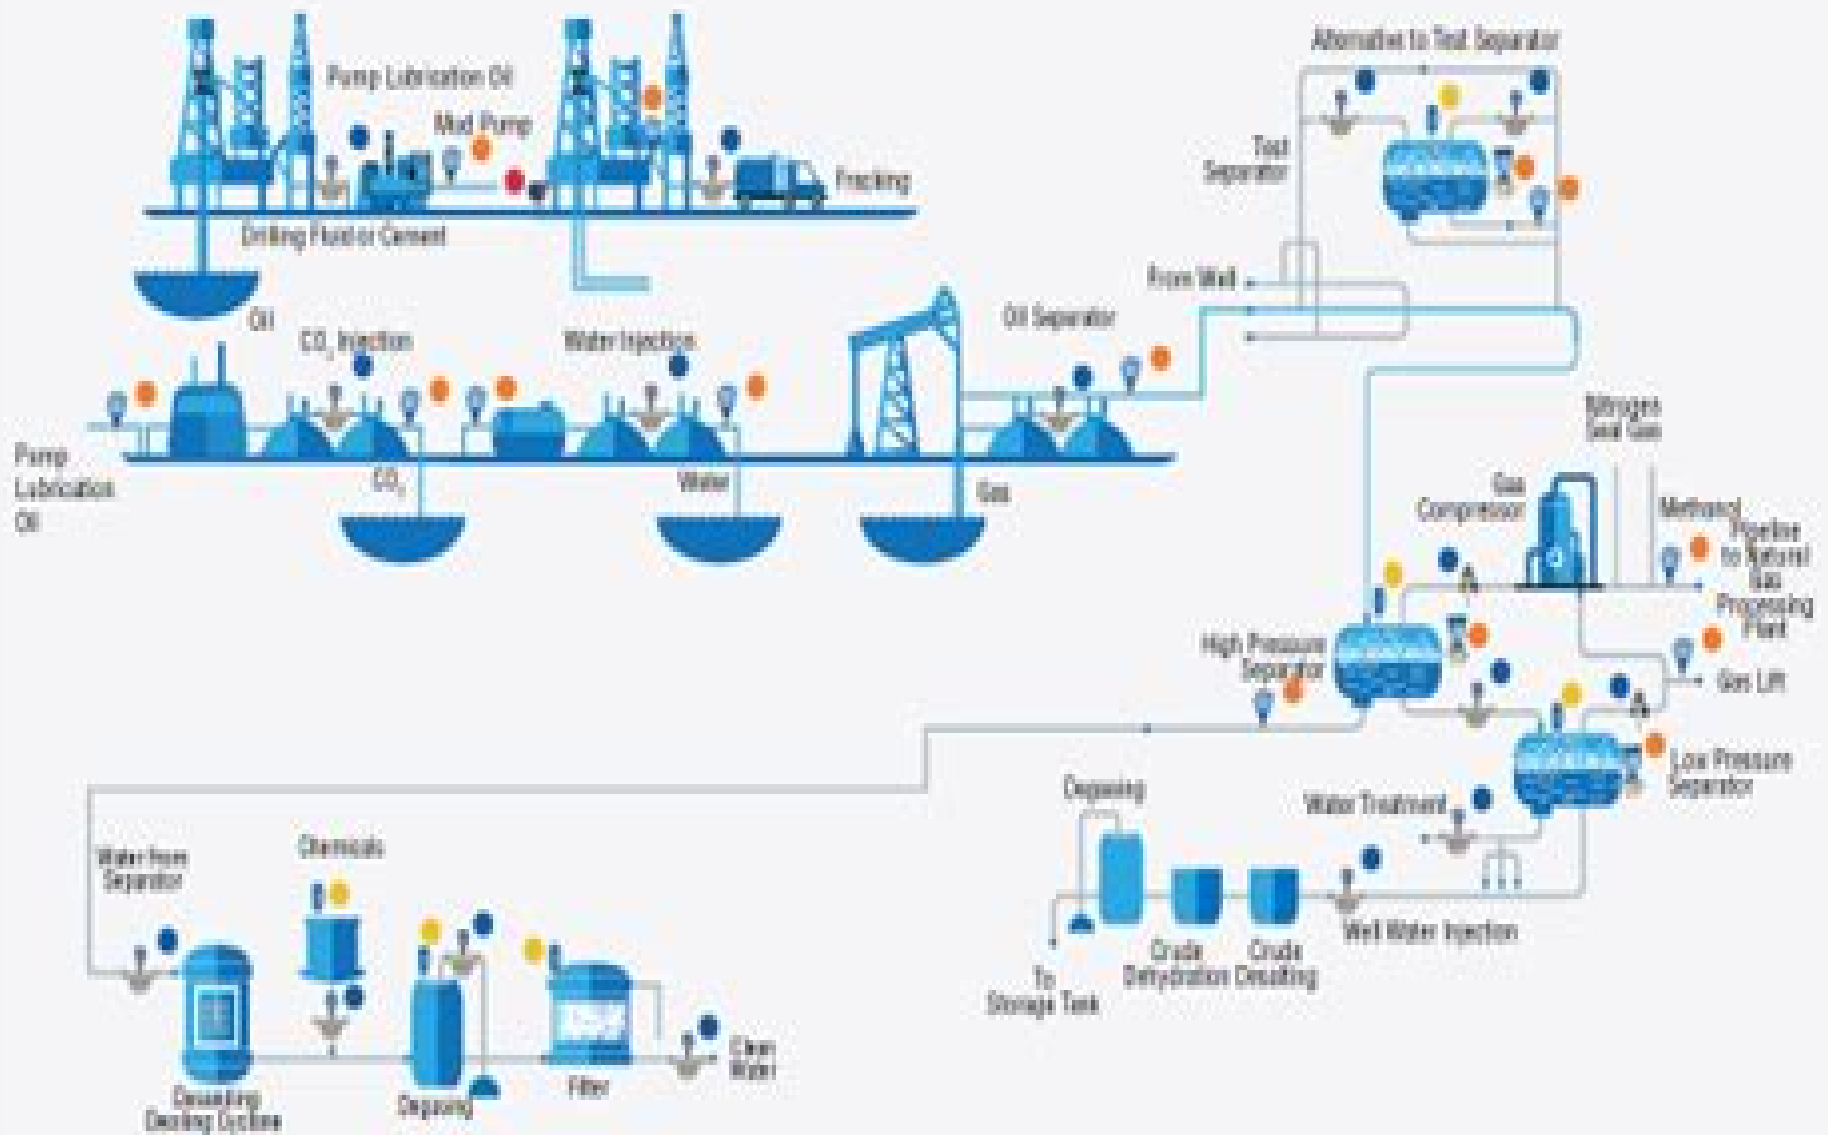 Alternative to Test Separator
Pump Lubrication Oil
Mud Pump
Fracking
Test
Separator
Drilling Fluid or Cement
From Well
Oil
CO₂ Injection
Water Injection
Oil Separator
Pump
Lubrication
Oil
CO₂
Water
Gas
Nitrogen
Seal Gas
Gas
Compressor
Methanol
Pipeline
to Natural
Gas
Processing
Plant
High Pressure
Separator
Gas Lift
Low Pressure
Separator
Degasing
Water Treatment
Water from
Separator
Chemicals
Well Water Injection
Crude
Dehydration
Crude
Desalting
To
Storage Tank
Clean
Water
Filter
Degasing
Desanding
Deoiling Cyclone